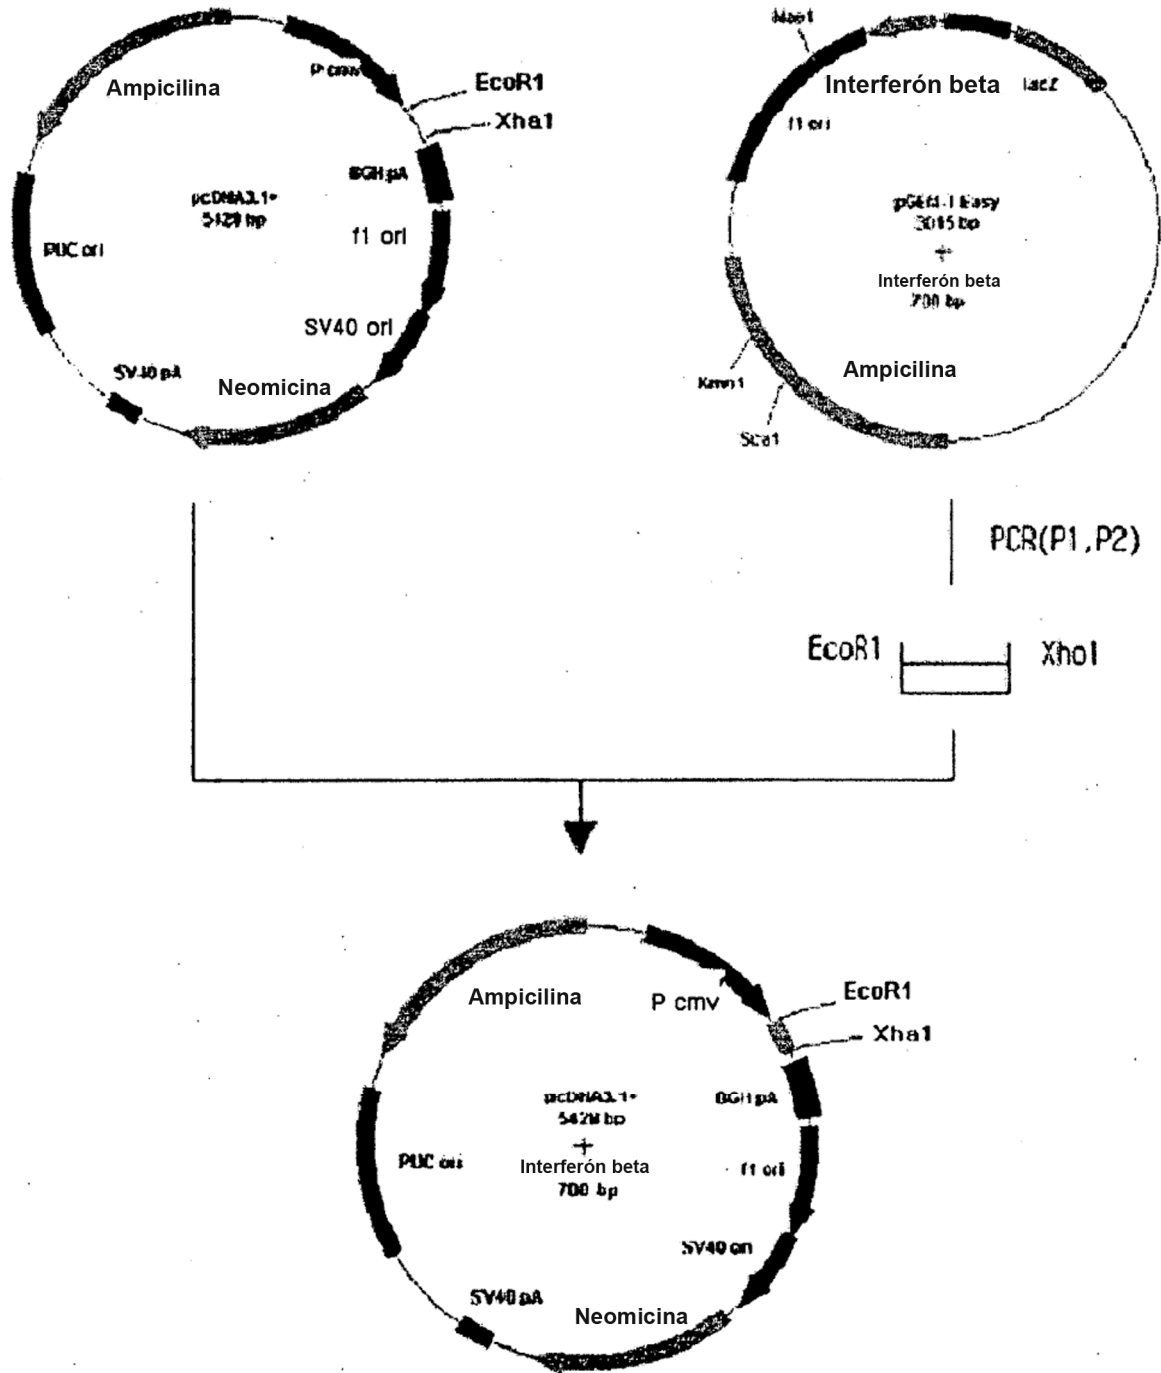 Ampicilina
P cmv
EcoR1
Xha1
BGH pA
pcDNA3.1+
5428 bp
f1 ori
PUC ori
SV40 ori
SV40 pA
Neomicina
Interferón beta
lacZ
f1 ori
pGEM-T Easy
3015 bp
+
Interferón beta
700 bp
Ampicilina
Sca1
PCR(P1,P2)
EcoR1
Xho1
Ampicilina
P cmv
EcoR1
Xha1
BGH pA
pcDNA3.1+
5428 bp
+
Interferón beta
700 bp
PUC ori
f1 ori
SV40 ori
SV40 pA
Neomicina